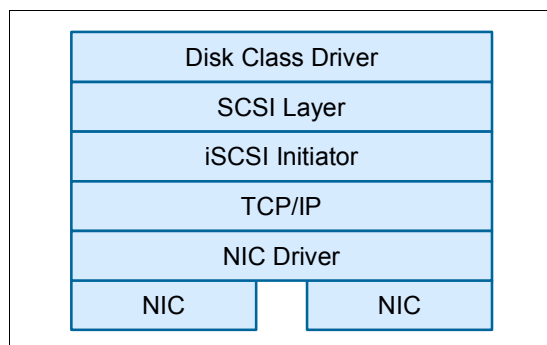 Disk Class Driver
SCSI Layer
iSCSI Initiator
TCP/IP
NIC Driver
NIC NIC